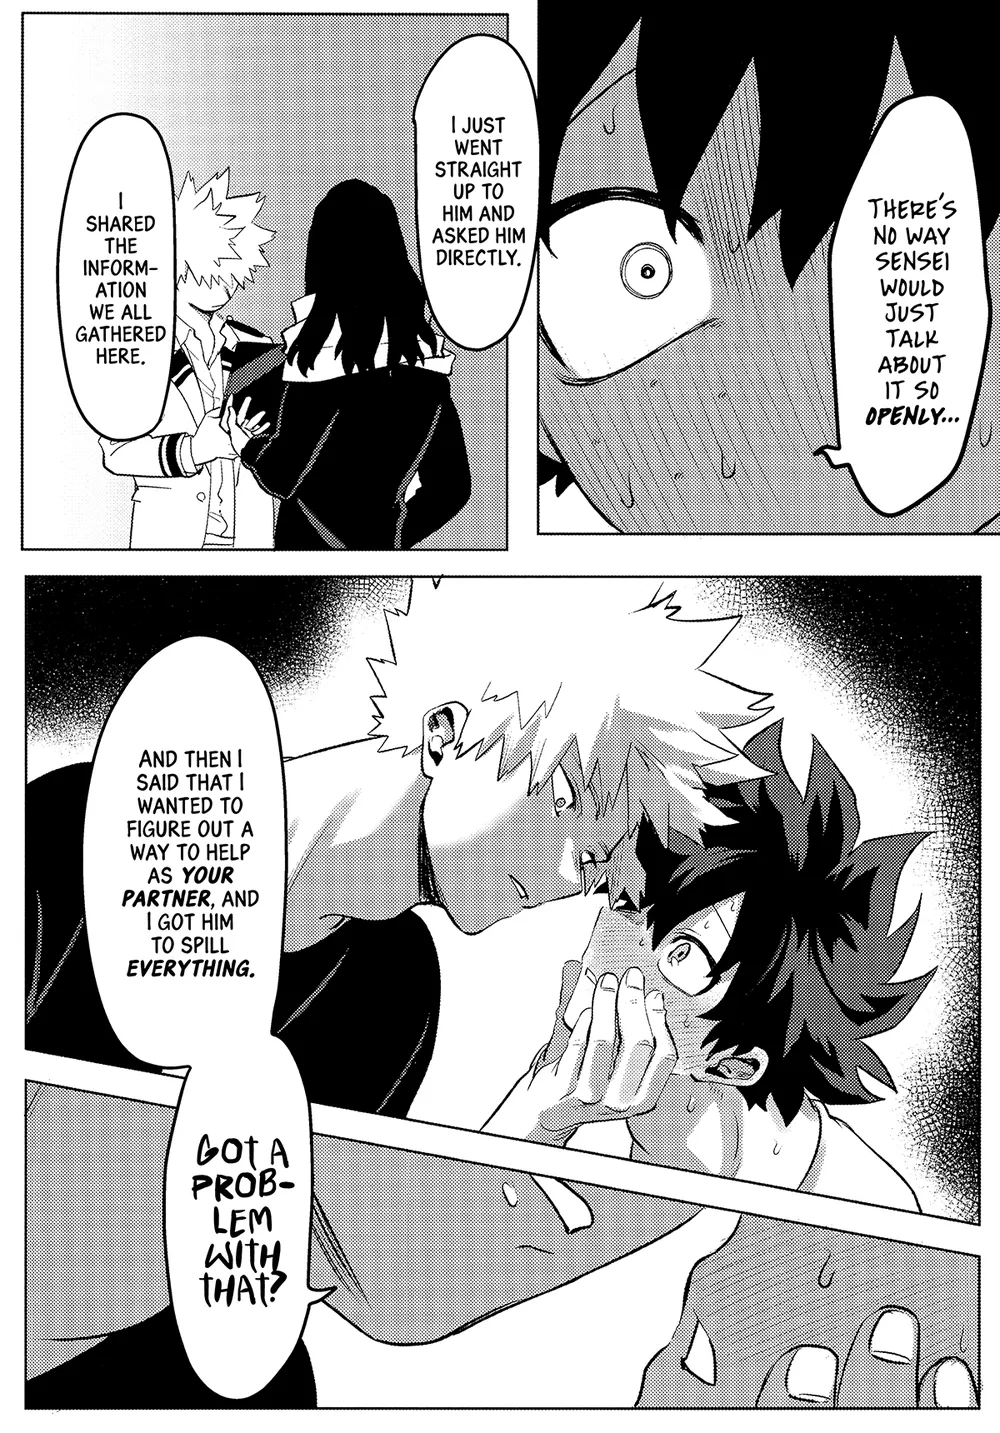 THERE'S
NO WAY
SENSEI
WOULD
JUST
TALK
ABOUT
IT SO
OPENLY...
I JUST
WENT
STRAIGHT
UP TO
HIM AND
ASKED HIM
DIRECTLY.
I
SHARED
THE
INFORM-
ATION
WE ALL
GATHERED
HERE.
AND THEN I
SAID THAT I
WANTED TO
FIGURE OUT A
WAY TO HELP
AS YOUR
PARTNER, AND
I GOT HIM
TO SPILL
EVERYTHING.
GOT A
PROB-
LEM
WITH
THAT?